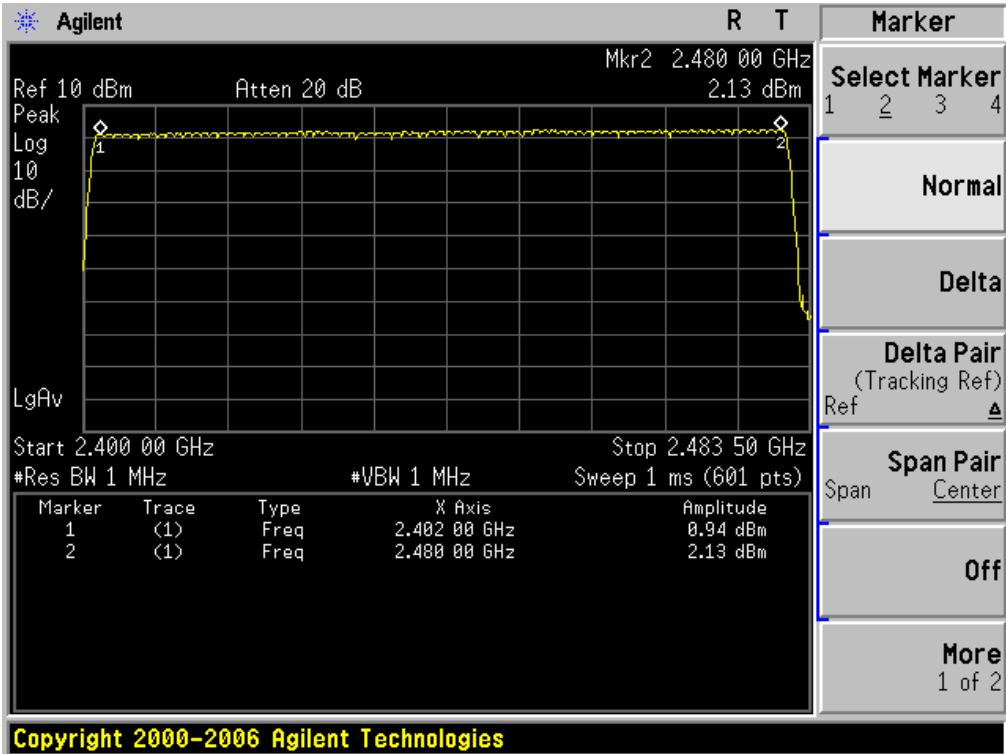 Agilent R T
Mkr2 2.480 00 GHz
Ref 10 dBm Atten 20 dB 2.13 dBm
Peak
Log
10
dB/
1
2
LgAv
Start 2.400 00 GHz Stop 2.483 50 GHz
#Res BW 1 MHz #VBW 1 MHz Sweep 1 ms (601 pts)
Marker Trace Type X Axis Amplitude
1 (1) Freq 2.402 00 GHz 0.94 dBm
2 (1) Freq 2.480 00 GHz 2.13 dBm
Marker
Select Marker
1 2 3 4
Normal
Delta
Delta Pair
(Tracking Ref)
Ref Δ
Span Pair
Span Center
Off
More
1 of 2
Copyright 2000-2006 Agilent Technologies